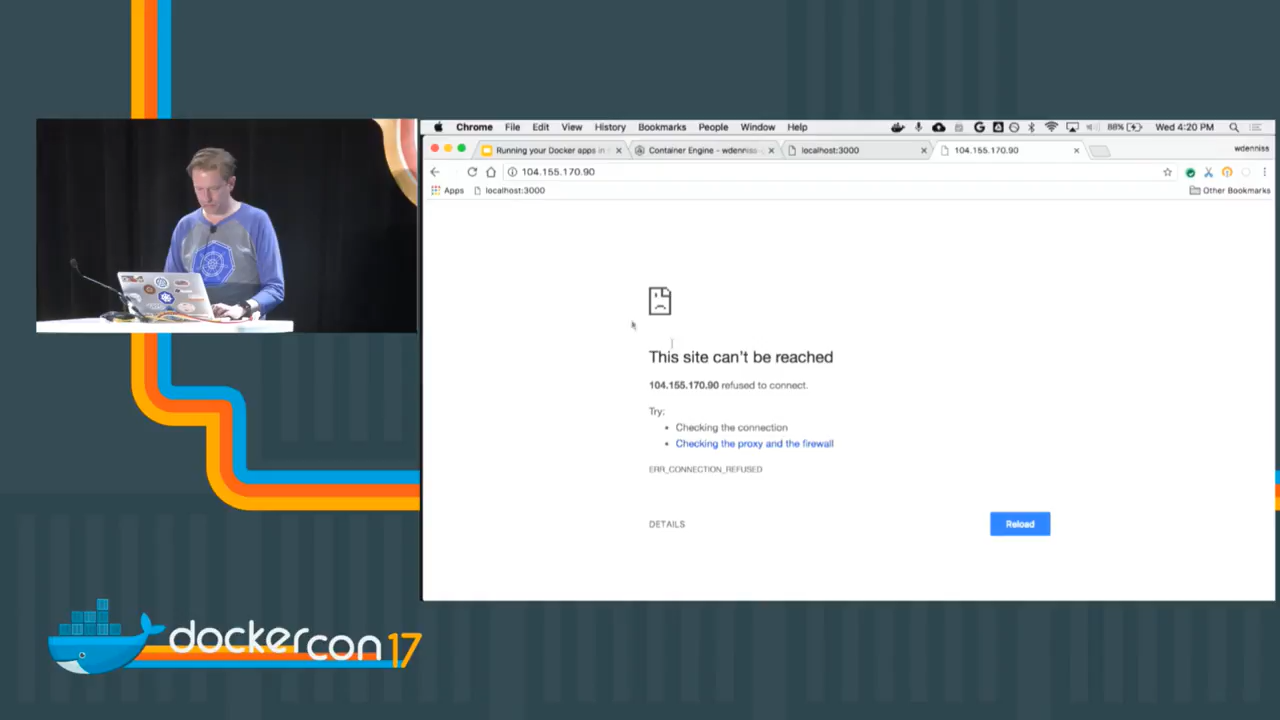 Chrome File Edit View History Bookmarks People Window Help 88% Wed 4:20 PM
Running your Docker apps in Container Engine - wdenniss - localhost:3000 104.155.170.90 wdenniss
104.155.170.90
Apps localhost:3000 Other Bookmarks
This site can't be reached
104.155.170.90 refused to connect.
Try:
• Checking the connection
• Checking the proxy and the firewall
ERR_CONNECTION_REFUSED
DETAILS Reload
dockercon 17